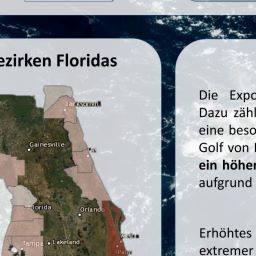 ezirken Floridas
Gainesville
Orlando
Tampa
Lakeland
Die Expo
Dazu zähl
eine beso
Golf von
ein höher
aufgrund
Erhöhtes
extremer